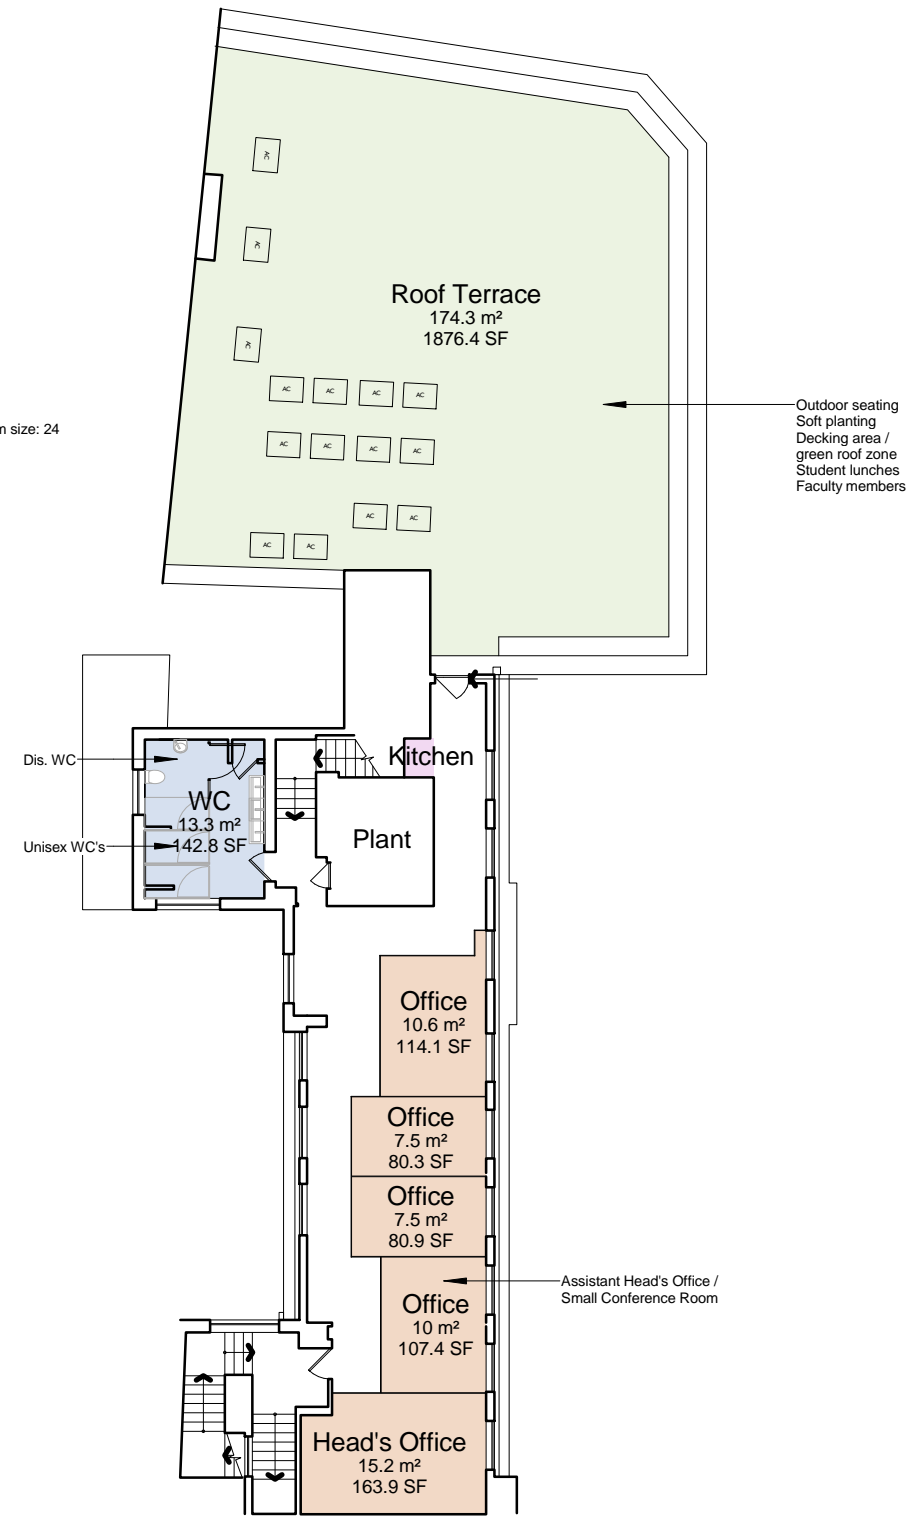 AC
AC
Roof Terrace
174.3 m²
1876.4 SF
AC
AC
AC
AC
AC
Outdoor seating
Soft planting
Decking area /
green roof zone
Student lunches
Faculty members
size: 24
AC
AC
AC
AC
AC
AC
AC
AC
Dis. WC
Kitchen
WC
13.3 m²
142.8 SF
Plant
Unisex WC's
Office
10.6 m²
114.1 SF
Office
7.5 m²
80.3 SF
Office
7.5 m²
80.9 SF
Assistant Head's Office /
Small Conference Room
Office
10 m²
107.4 SF
Head's Office
15.2 m²
163.9 SF